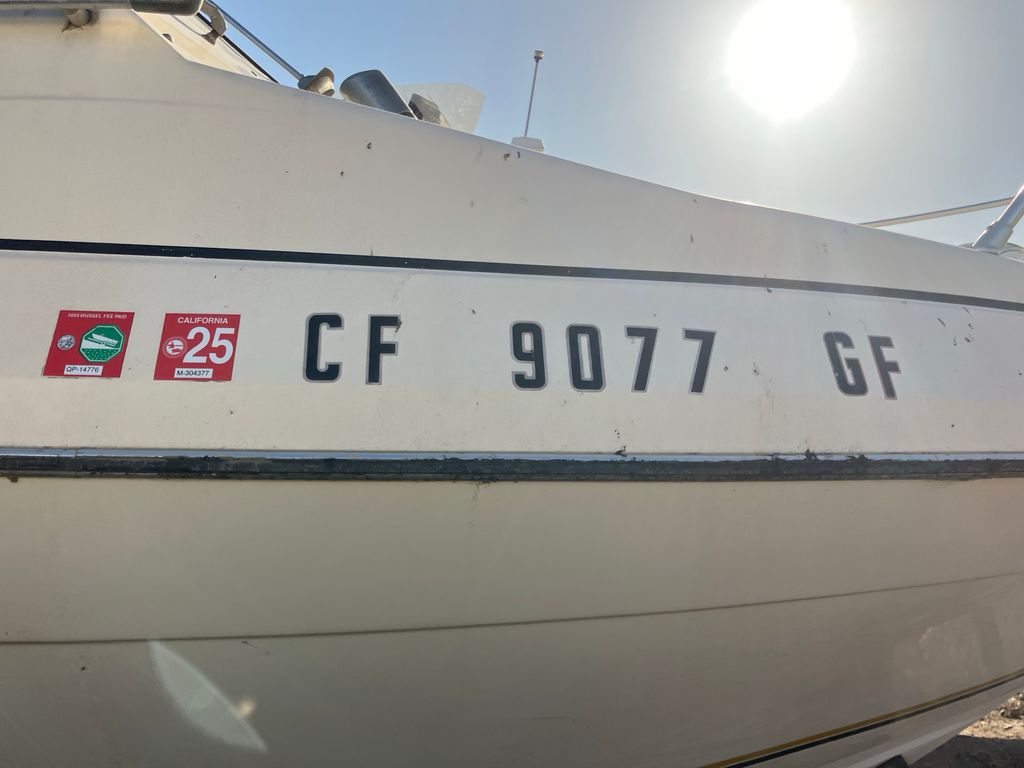 2023 MUSSEL FEE PAID
QP-14776
CALIFORNIA
25
M-304377
CF 9077 GF